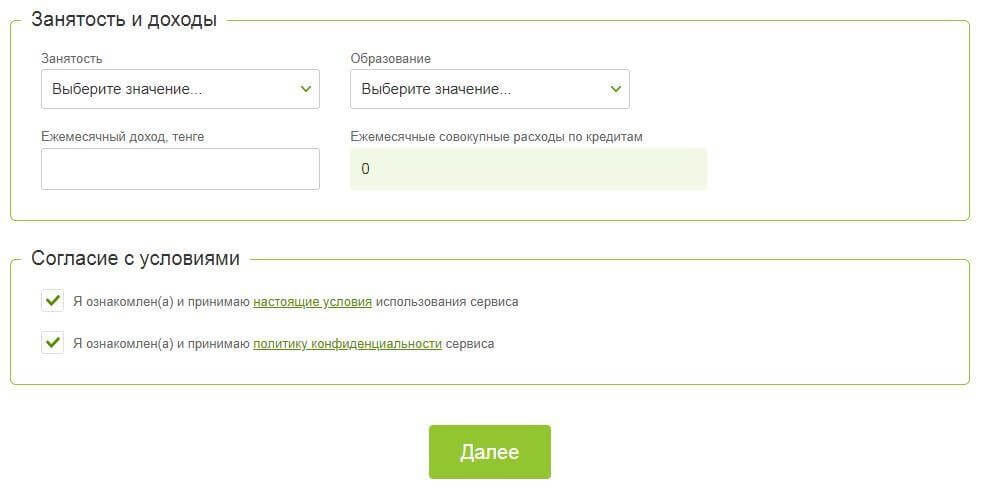 Занятость и доходы
Занятость
Образование
Выберите значение...
Выберите значение...
Ежемесячный доход, тенге
Ежемесячные совокупные расходы по кредитам
0
Согласие с условиями
Я ознакомлен(а) и принимаю настоящие условия использования сервиса
Я ознакомлен(а) и принимаю политику конфиденциальности сервиса
Далее